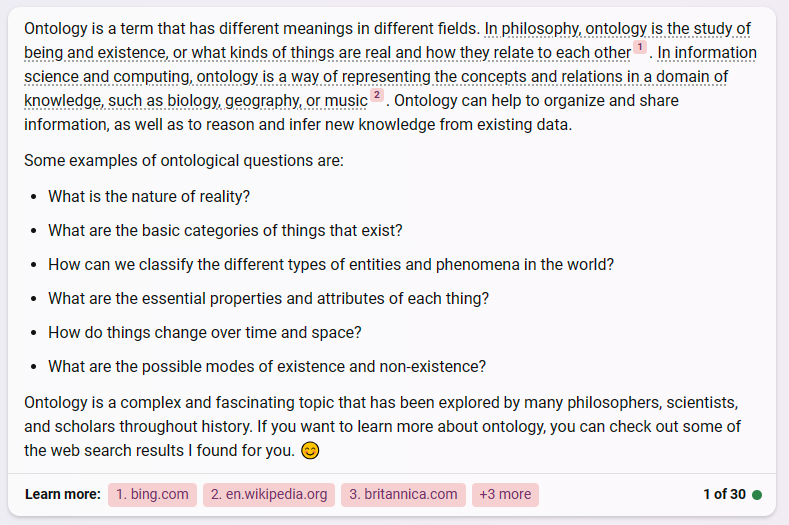 Ontology is a term that has different meanings in different fields. In philosophy, ontology is the study of
being and existence, or what kinds of things are real and how they relate to each other 1 . In information
science and computing, ontology is a way of representing the concepts and relations in a domain of
knowledge, such as biology, geography, or music 2 . Ontology can help to organize and share
information, as well as to reason and infer new knowledge from existing data.
Some examples of ontological questions are:
• What is the nature of reality?
• What are the basic categories of things that exist?
• How can we classify the different types of entities and phenomena in the world?
• What are the essential properties and attributes of each thing?
• How do things change over time and space?
• What are the possible modes of existence and non-existence?
Ontology is a complex and fascinating topic that has been explored by many philosophers, scientists,
and scholars throughout history. If you want to learn more about ontology, you can check out some of
the web search results I found for you. 😊
Learn more: 1. bing.com 2. en.wikipedia.org 3. britannica.com +3 more 1 of 30